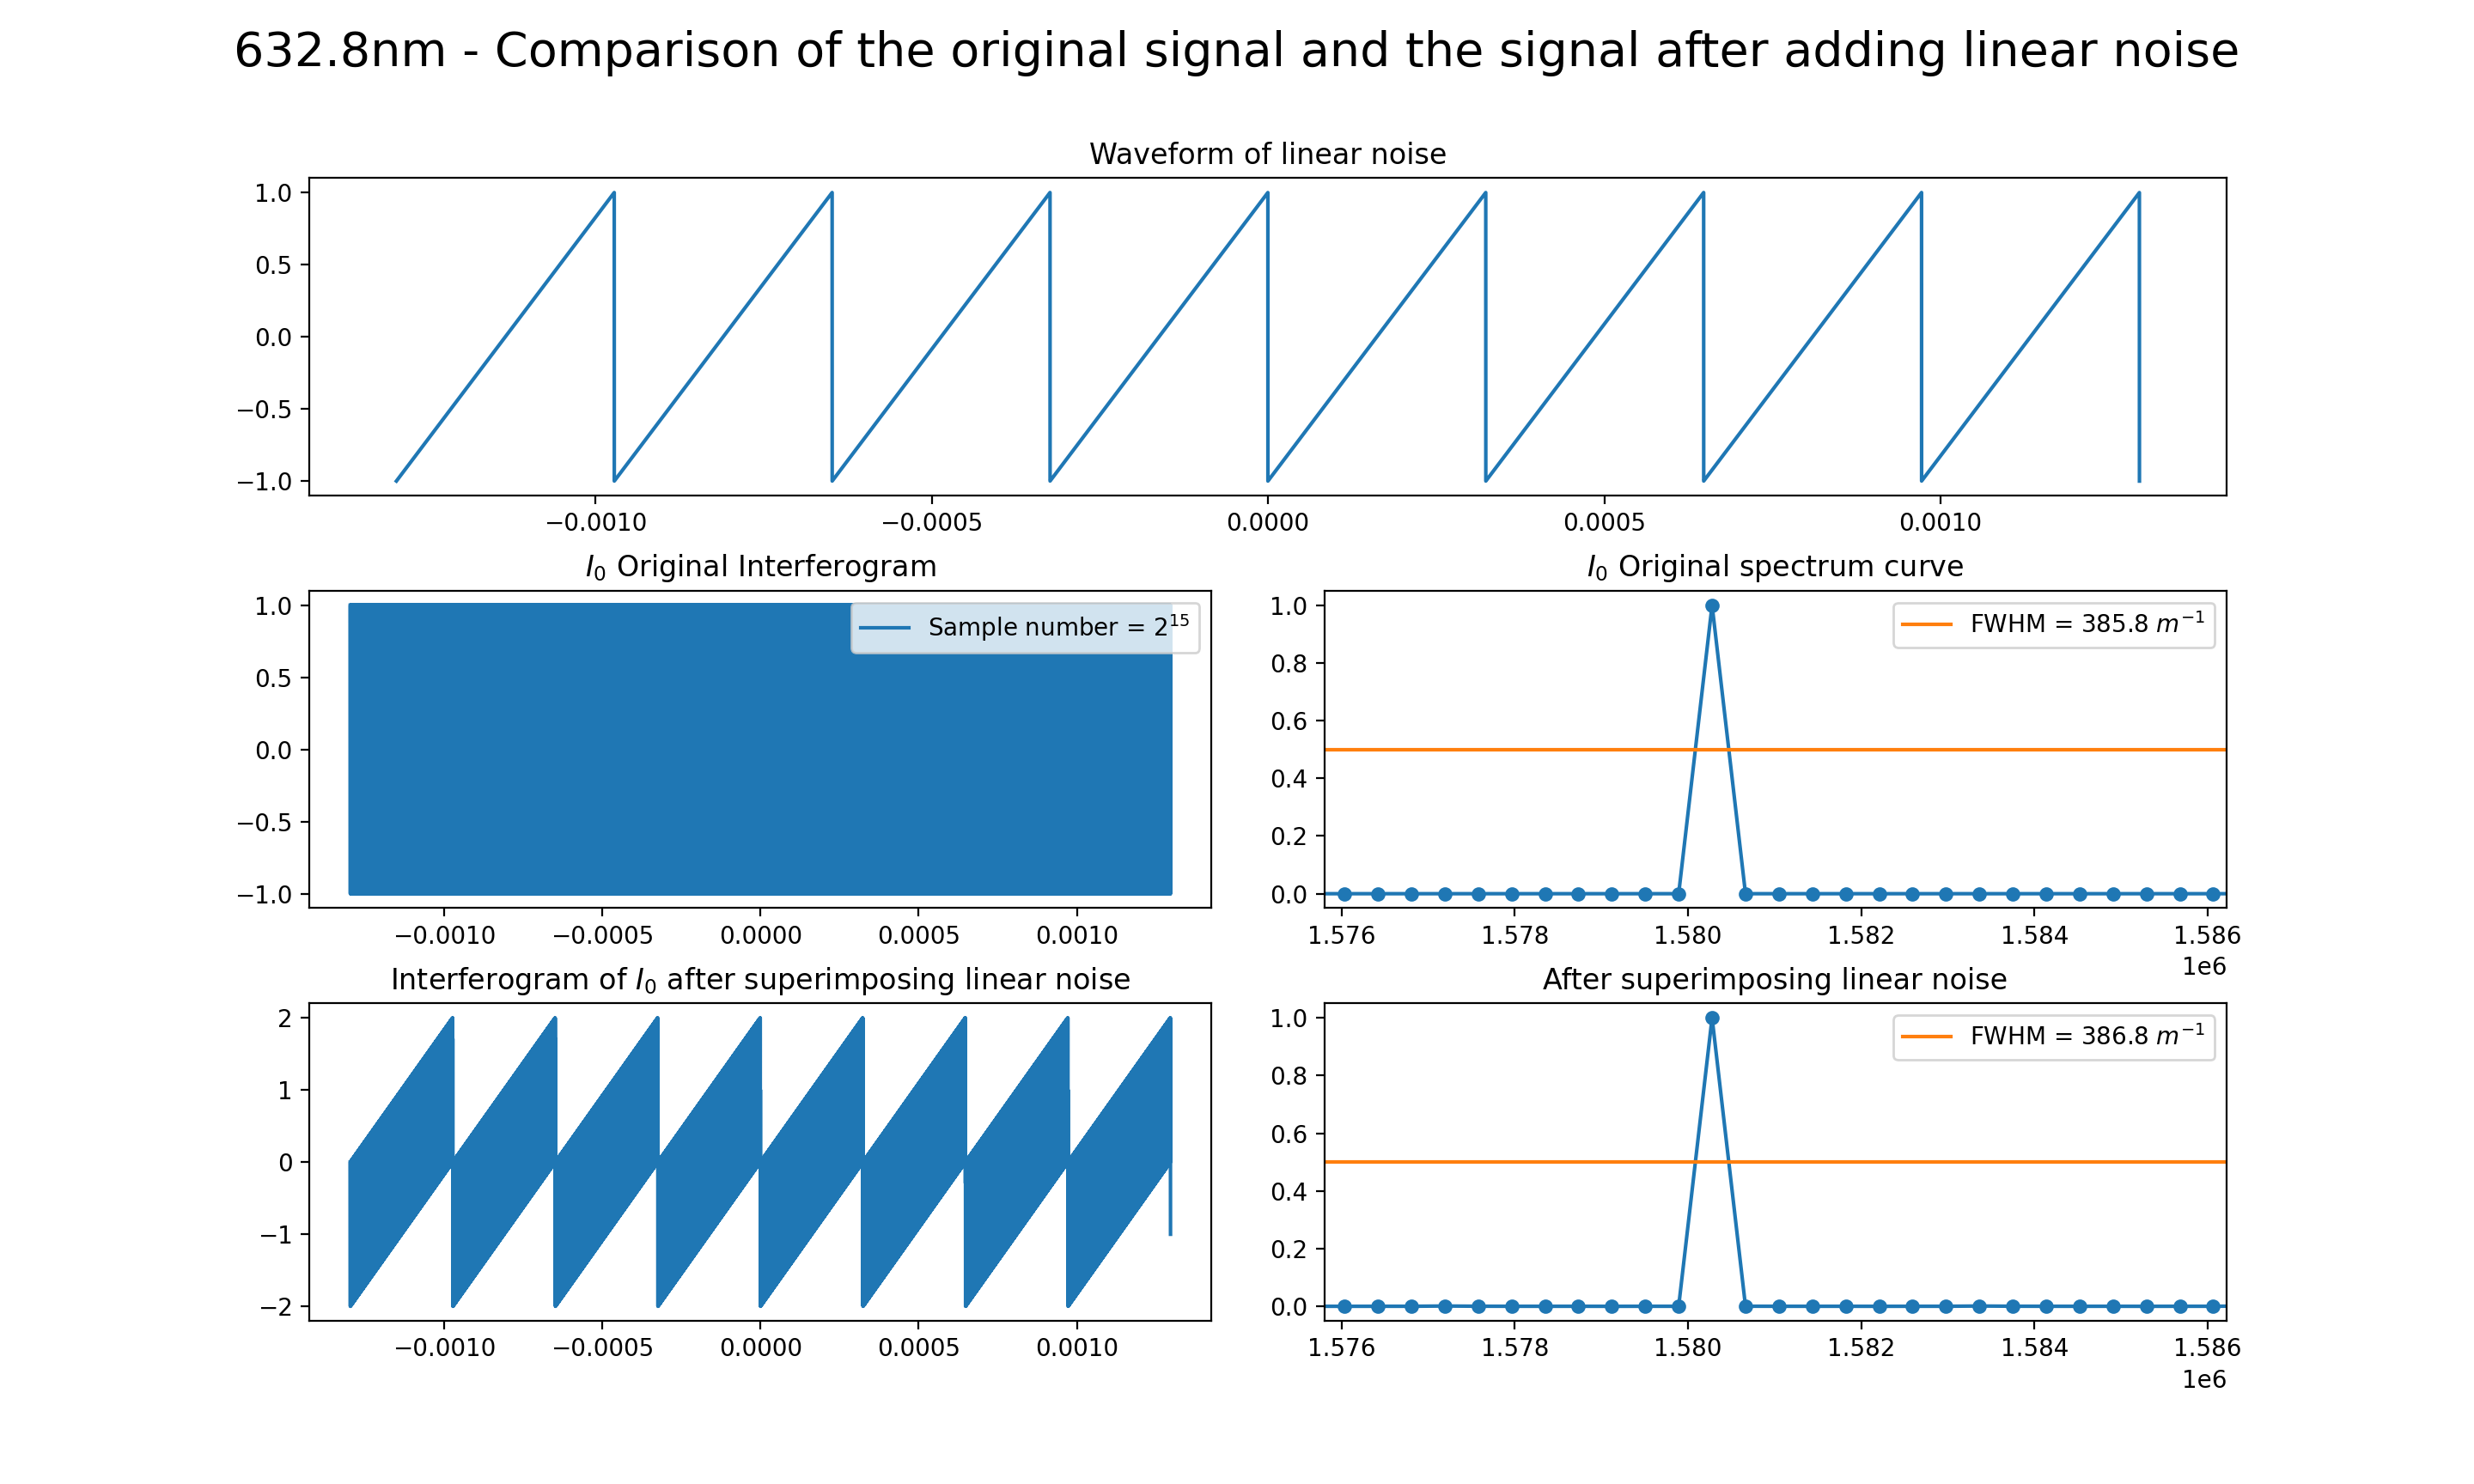 632.8nm - Comparison of the original signal and the signal after adding linear noise
Waveform of linear noise
1.0
0.5
0.0
−0.5
−1.0
−0.0010 −0.0005 0.0000 0.0005 0.0010
I₀ Original Interferogram
1.0
0.5
0.0
−0.5
−1.0
Sample number = 2¹⁵
−0.0010 −0.0005 0.0000 0.0005 0.0010
I₀ Original spectrum curve
1.0
0.8
0.6
0.4
0.2
0.0
FWHM = 385.8 m⁻¹
1.576 1.578 1.580 1.582 1.584 1.586
1e6
Interferogram of I₀ after superimposing linear noise
2
1
0
−1
−2
−0.0010 −0.0005 0.0000 0.0005 0.0010
After superimposing linear noise
1.0
0.8
0.6
0.4
0.2
0.0
FWHM = 386.8 m⁻¹
1.576 1.578 1.580 1.582 1.584 1.586
1e6